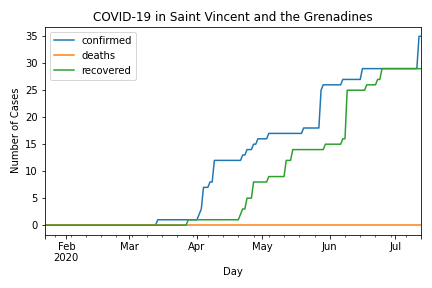 COVID-19 in Saint Vincent and the Grenadines
confirmed
deaths
recovered
Number of Cases
35
30
25
20
15
10
5
0
Feb Mar Apr May Jun Jul
2020
Day